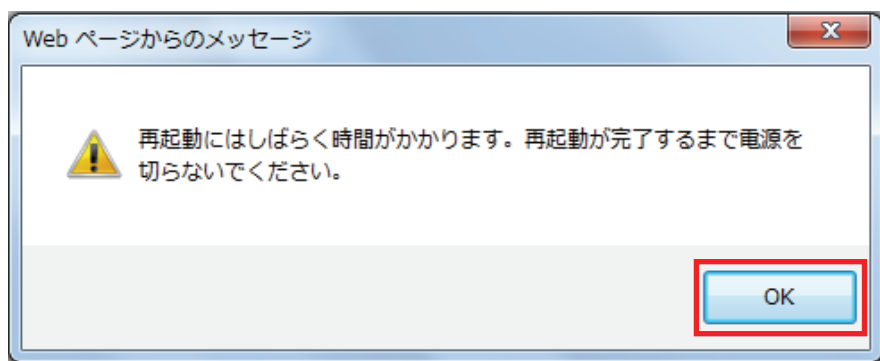 Web ページからのメッセージ
再起動にはしばらく時間がかかります。再起動が完了するまで電源を
切らないでください。
OK